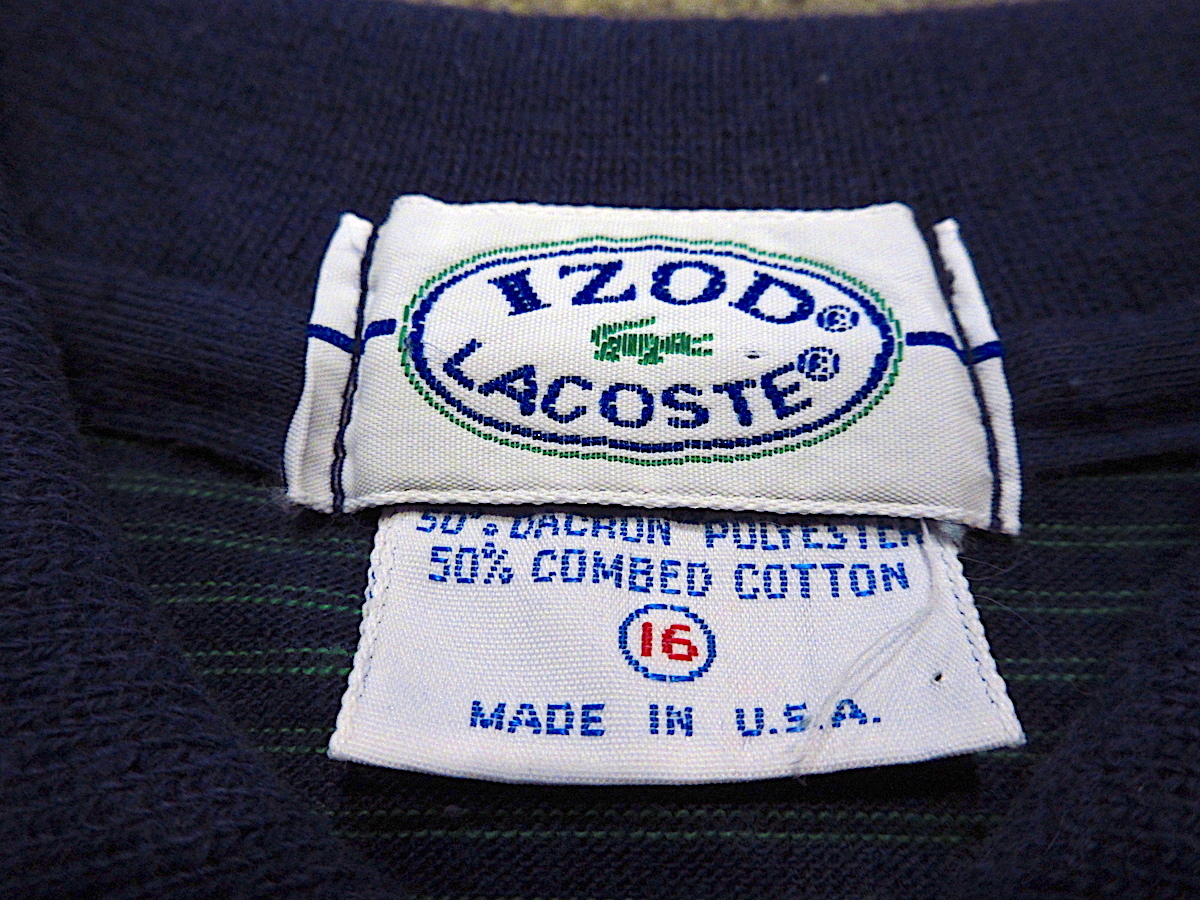 IZOD®
LACOSTE®
50% DACRON POLYESTER
50% COMBED COTTON
16
MADE IN U.S.A.